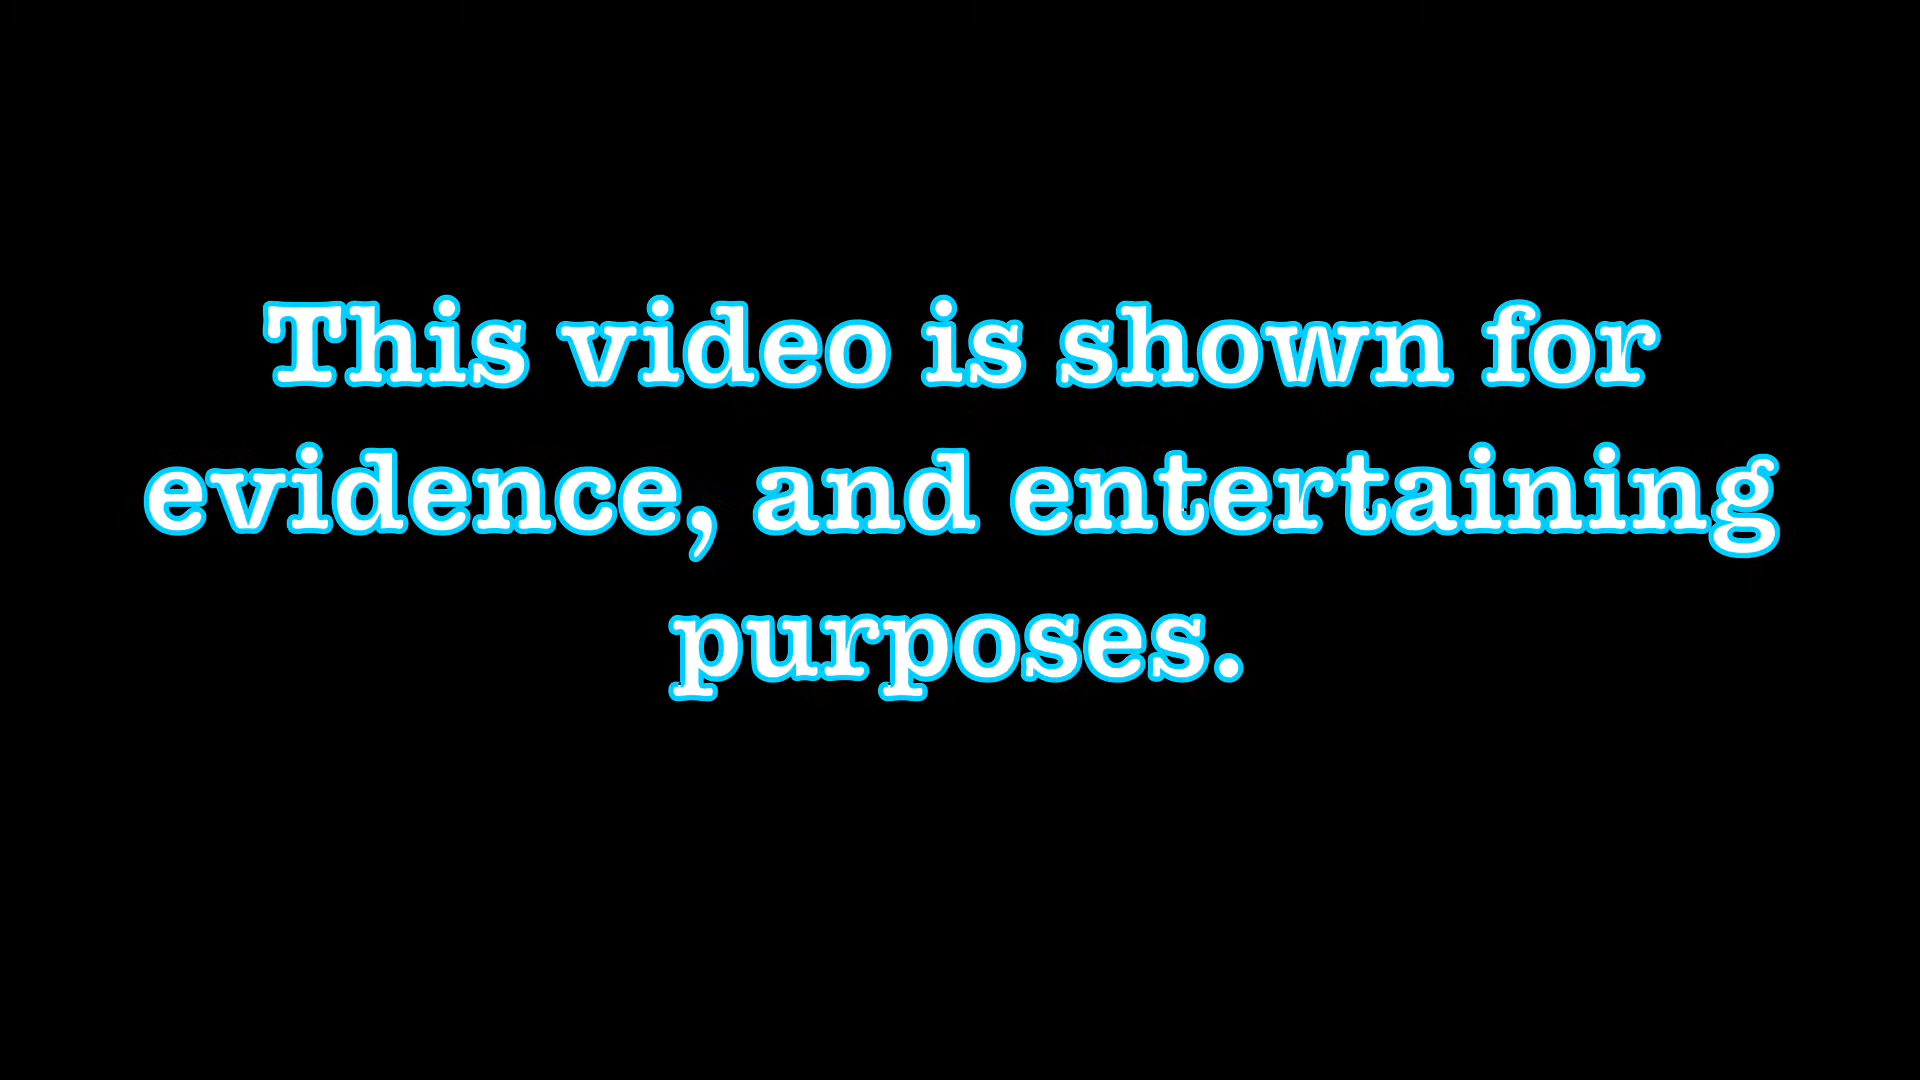 This video is shown for
evidence, and entertaining
purposes.